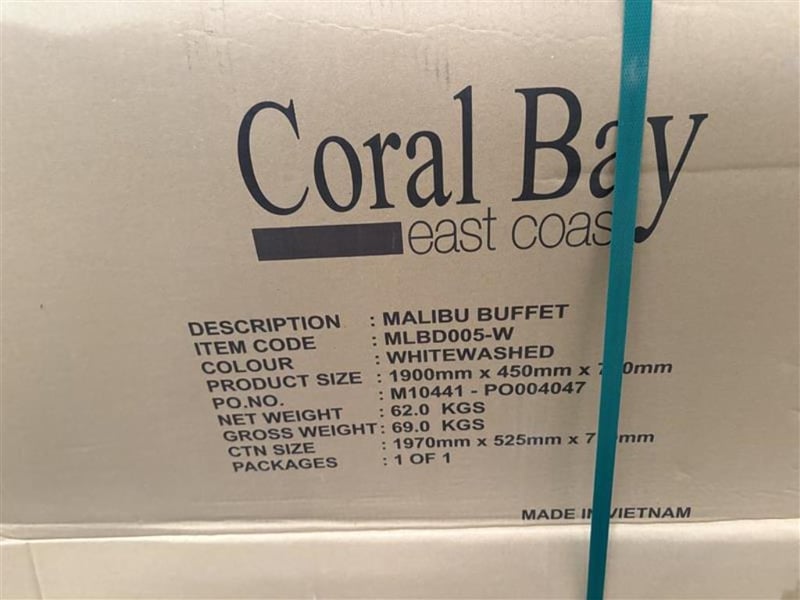 Coral Bay
east coas
DESCRIPTION : MALIBU BUFFET
ITEM CODE : MLBD005-W
COLOUR : WHITEWASHED
PRODUCT SIZE : 1900mm x 450mm x
PO.NO. : M10441 - PO004047
NET WEIGHT : 62.0 KGS
GROSS WEIGHT : 69.0 KGS
CTN SIZE : 1970mm x 525mm x
PACKAGES : 1 OF 1
MADE IN VIETNAM